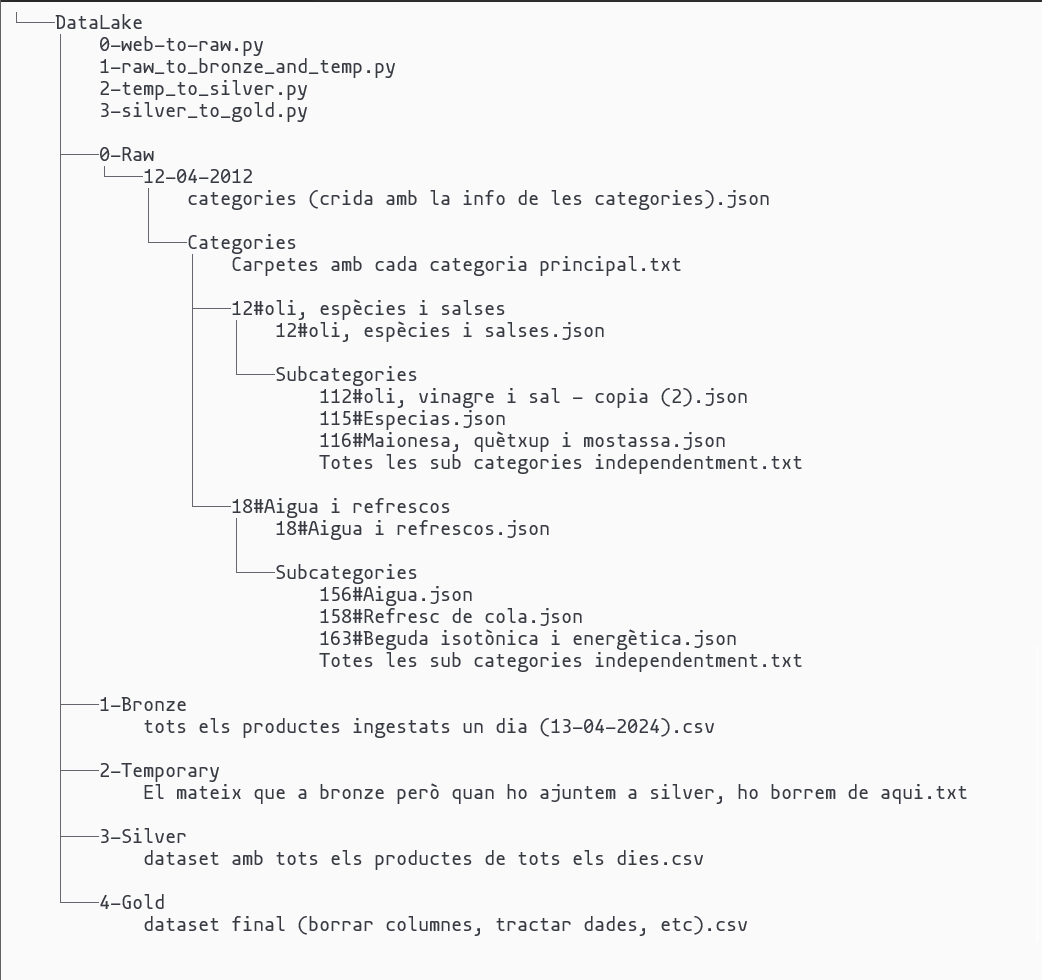 DataLake
0-web-to-raw.py
1-raw_to_bronze_and_temp.py
2-temp_to_silver.py
3-silver_to_gold.py
0-Raw
12-04-2012
categories (crida amb la info de les categories).json
Categories
Carpetes amb cada categoria principal.txt
12#oli, espècies i salses
12#oli, espècies i salses.json
Subcategories
112#oli, vinagre i sal - copia (2).json
115#Especias.json
116#Maionesa, quètxup i mostassa.json
Totes les sub categories independentment.txt
18#Aigua i refrescos
18#Aigua i refrescos.json
Subcategories
156#Aigua.json
158#Refresc de cola.json
163#Beguda isotònica i energètica.json
Totes les sub categories independentment.txt
1-Bronze
tots els productes ingestats un dia (13-04-2024).csv
2-Temporary
El mateix que a bronze però quan ho ajuntem a silver, ho borrem de aqui.txt
3-Silver
dataset amb tots els productes de tots els dies.csv
4-Gold
dataset final (borrar columnes, tractar dades, etc).csv